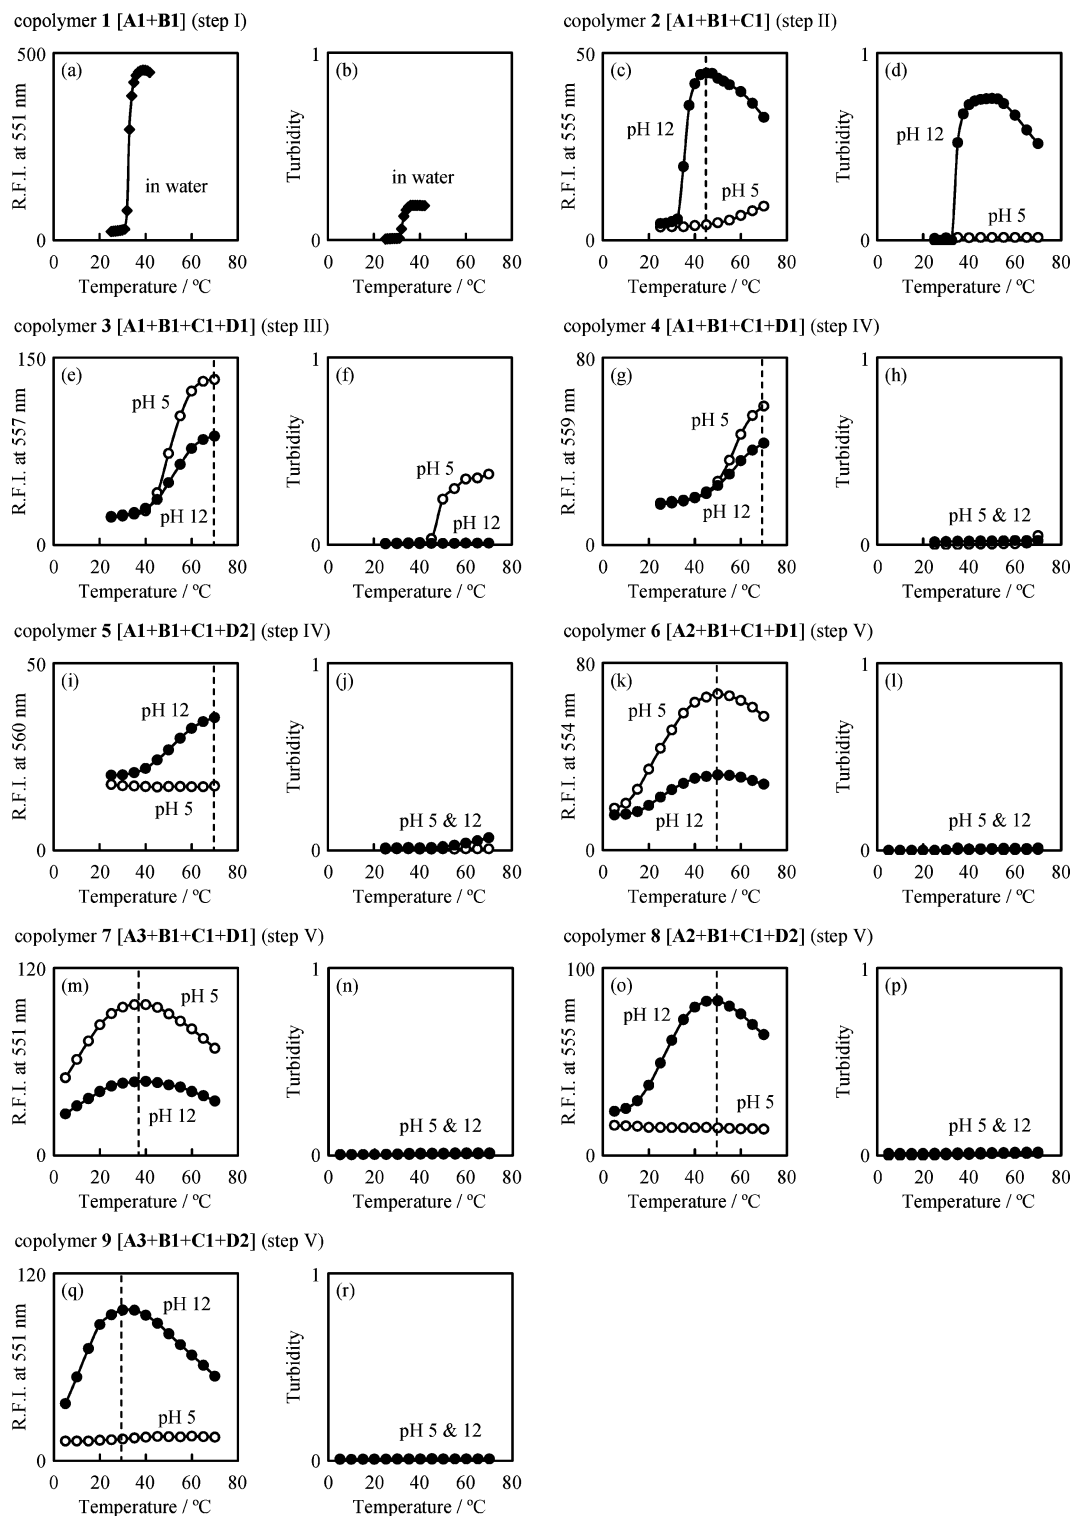 copolymer 1 [A1+B1] (step I)
500
(a)
R.F.I. at 551 nm
in water
0
0 20 40 60 80
Temperature / ºC
1
(b)
Turbidity
in water
0
0 20 40 60 80
Temperature / ºC
copolymer 2 [A1+B1+C1] (step II)
50
(c)
R.F.I. at 555 nm
pH 12
pH 5
0
0 20 40 60 80
Temperature / ºC
1
(d)
Turbidity
pH 12
pH 5
0
0 20 40 60 80
Temperature / ºC
copolymer 3 [A1+B1+C1+D1] (step III)
150
(e)
R.F.I. at 557 nm
pH 5
pH 12
0
0 20 40 60 80
Temperature / ºC
1
(f)
Turbidity
pH 5
pH 12
0
0 20 40 60 80
Temperature / ºC
copolymer 4 [A1+B1+C1+D1] (step IV)
80
(g)
R.F.I. at 559 nm
pH 5
pH 12
0
0 20 40 60 80
Temperature / ºC
1
(h)
Turbidity
pH 5 & 12
0
0 20 40 60 80
Temperature / ºC
copolymer 5 [A1+B1+C1+D2] (step IV)
50
(i)
R.F.I. at 560 nm
pH 12
pH 5
0
0 20 40 60 80
Temperature / ºC
1
(j)
Turbidity
pH 5 & 12
0
0 20 40 60 80
Temperature / ºC
copolymer 6 [A2+B1+C1+D1] (step V)
80
(k)
R.F.I. at 554 nm
pH 5
pH 12
0
0 20 40 60 80
Temperature / ºC
1
(l)
Turbidity
pH 5 & 12
0
0 20 40 60 80
Temperature / ºC
copolymer 7 [A3+B1+C1+D1] (step V)
120
(m)
R.F.I. at 551 nm
pH 5
pH 12
0
0 20 40 60 80
Temperature / ºC
1
(n)
Turbidity
pH 5 & 12
0
0 20 40 60 80
Temperature / ºC
copolymer 8 [A2+B1+C1+D2] (step V)
100
(o)
R.F.I. at 555 nm
pH 12
pH 5
0
0 20 40 60 80
Temperature / ºC
1
(p)
Turbidity
pH 5 & 12
0
0 20 40 60 80
Temperature / ºC
copolymer 9 [A3+B1+C1+D2] (step V)
120
(q)
R.F.I. at 551 nm
pH 12
pH 5
0
0 20 40 60 80
Temperature / ºC
1
(r)
Turbidity
pH 5 & 12
0
0 20 40 60 80
Temperature / ºC